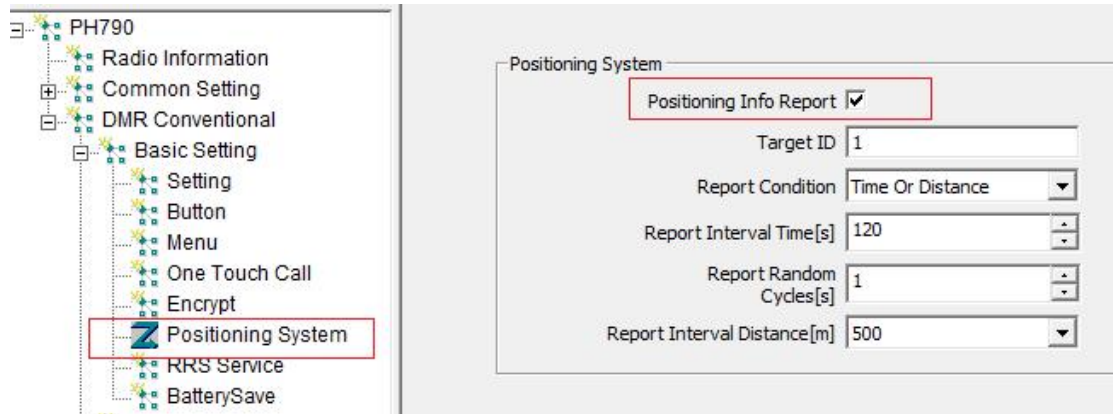 PH790
Radio Information
Common Setting
DMR Conventional
Basic Setting
Setting
Button
Menu
One Touch Call
Encrypt
Positioning System
RRS Service
BatterySave
Positioning System
Positioning Info Report
Target ID 1
Report Condition Time Or Distance
Report Interval Time[s] 120
Report Random
Cycles[s] 1
Report Interval Distance[m] 500